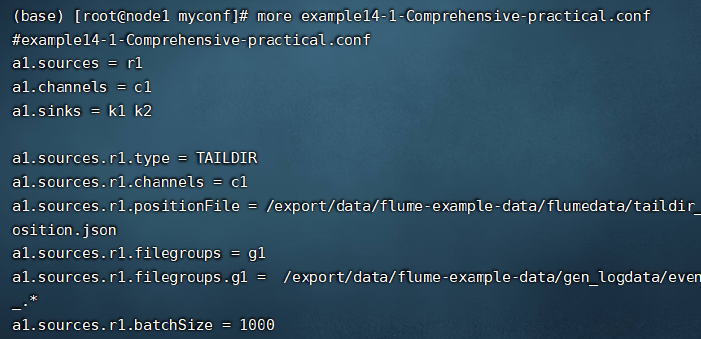 (base) [root@node1 myconf]# more example14-1-Comprehensive-practical.conf
#example14-1-Comprehensive-practical.conf
a1.sources = r1
a1.channels = c1
a1.sinks = k1 k2
a1.sources.r1.type = TAILDIR
a1.sources.r1.channels = c1
a1.sources.r1.positionFile = /export/data/flume-example-data/flumedata/taildir_
osition.json
a1.sources.r1.filegroups = g1
a1.sources.r1.filegroups.g1 =  /export/data/flume-example-data/gen_logdata/even
_.*
a1.sources.r1.batchSize = 1000